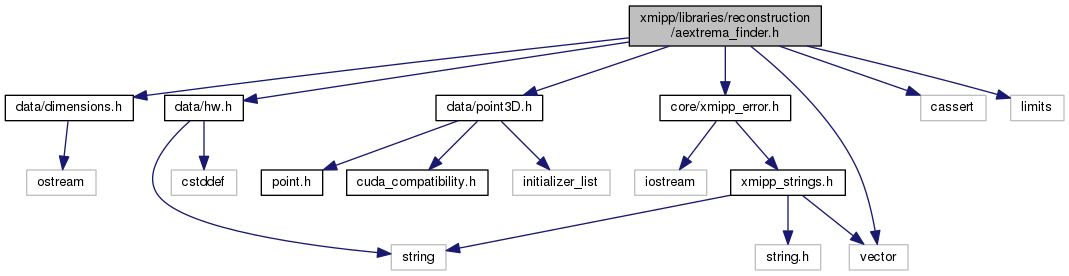 xmipp/libraries/reconstruction
/aextrema_finder.h
data/dimensions.h
data/hw.h
data/point3D.h
core/xmipp_error.h
cassert
limits
ostream
cstddef
point.h
cuda_compatibility.h
initializer_list
iostream
xmipp_strings.h
string
string.h
vector